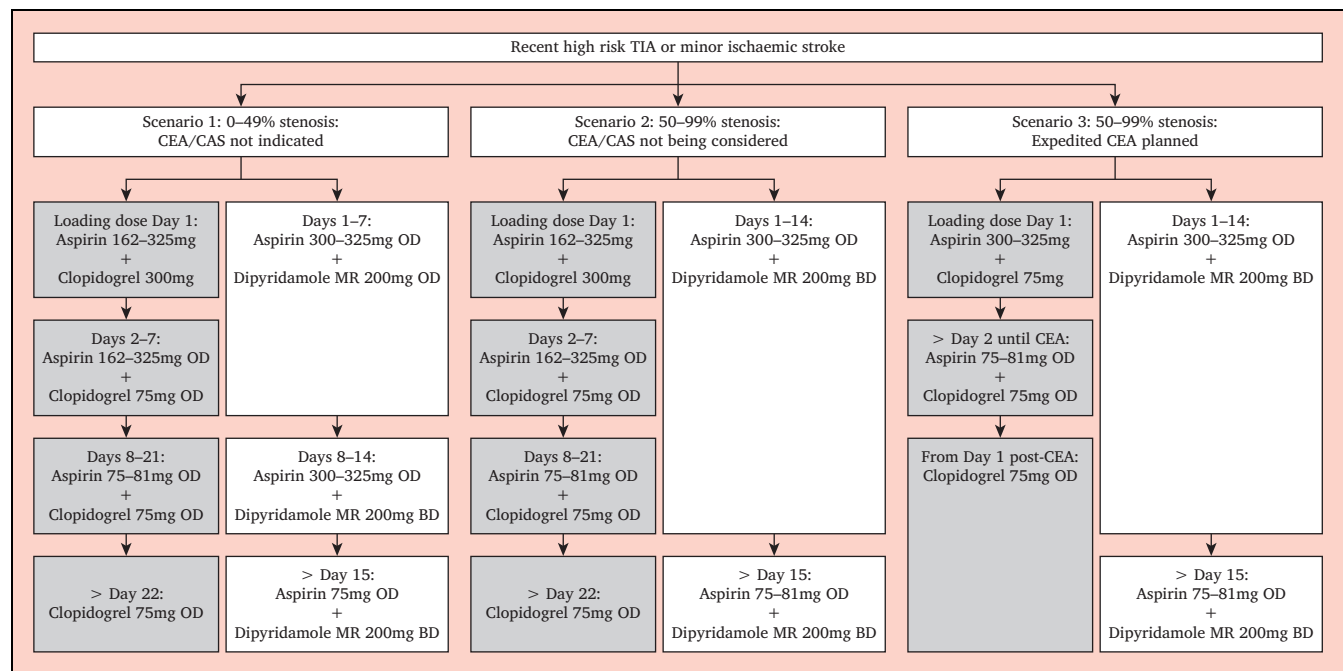 Recent high risk TIA or minor ischaemic stroke
Scenario 1: 0–49% stenosis:
CEA/CAS not indicated
Scenario 2: 50–99% stenosis:
CEA/CAS not being considered
Scenario 3: 50–99% stenosis:
Expedited CEA planned
Loading dose Day 1:
Aspirin 162–325mg
+
Clopidogrel 300mg
Days 1–7:
Aspirin 300–325mg OD
+
Dipyridamole MR 200mg OD
Loading dose Day 1:
Aspirin 162–325mg
+
Clopidogrel 300mg
Days 1–14:
Aspirin 300–325mg OD
+
Dipyridamole MR 200mg BD
Loading dose Day 1:
Aspirin 300–325mg
+
Clopidogrel 75mg
Days 1–14:
Aspirin 300–325mg OD
+
Dipyridamole MR 200mg BD
Days 2–7:
Aspirin 162–325mg OD
+
Clopidogrel 75mg OD
Days 2–7:
Aspirin 162–325mg OD
+
Clopidogrel 75mg OD
> Day 2 until CEA:
Aspirin 75–81mg OD
+
Clopidogrel 75mg OD
Days 8–21:
Aspirin 75–81mg OD
+
Clopidogrel 75mg OD
Days 8–14:
Aspirin 300–325mg OD
+
Dipyridamole MR 200mg BD
Days 8–21:
Aspirin 75–81mg OD
+
Clopidogrel 75mg OD
From Day 1 post-CEA:
Clopidogrel 75mg OD
> Day 22:
Clopidogrel 75mg OD
> Day 15:
Aspirin 75mg OD
+
Dipyridamole MR 200mg BD
> Day 22:
Clopidogrel 75mg OD
> Day 15:
Aspirin 75–81mg OD
+
Dipyridamole MR 200mg BD
> Day 15:
Aspirin 75–81mg OD
+
Dipyridamole MR 200mg BD